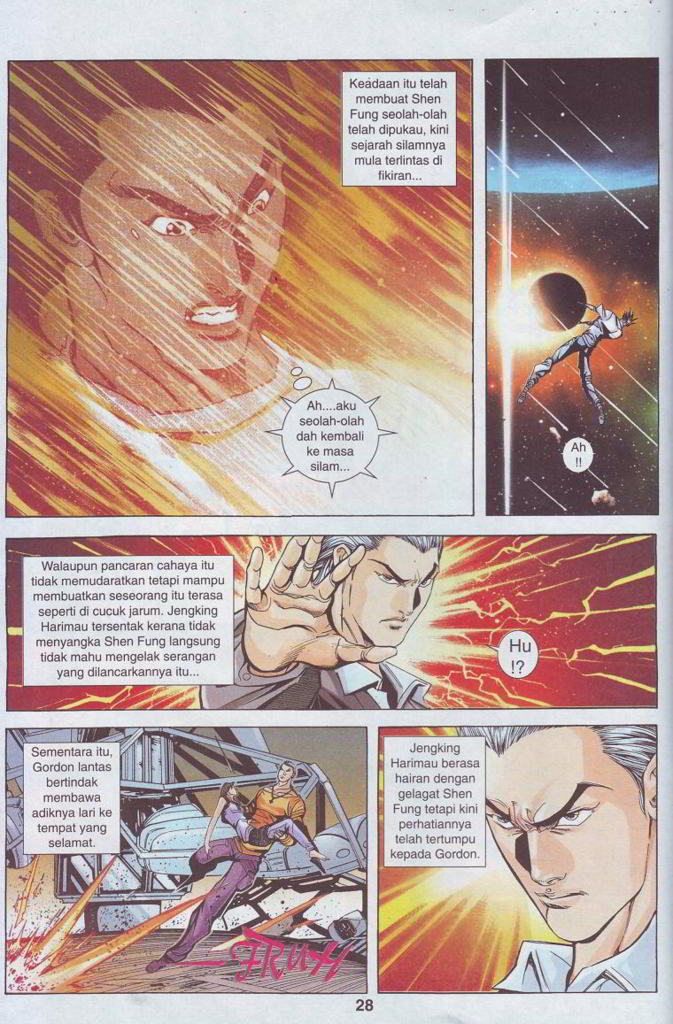 Keadaan itu telah
membuat Shen
Fung seolah-olah
telah dipukau, kini
sejarah silamnya
mula terlintas di
fikiran...
Ah....aku
seolah-olah
dah kembali
ke masa
silam...
Ah
!!
Walaupun pancaran cahaya itu
tidak memudaratkan tetapi mampu
membuatkan seseorang itu terasa
seperti di cucuk jarum. Jengking
Harimau tersentak kerana tidak
menyangka Shen Fung langsung
tidak mahu mengelak serangan
yang dilancarkannya itu...
Hu
!?
Sementara itu,
Gordon lantas
bertindak
membawa
adiknya lari ke
tempat yang
selamat.
FRUH
Jengking
Harimau berasa
hairan dengan
gelagat Shen
Fung tetapi kini
perhatiannya
telah tertumpu
kepada Gordon.
28